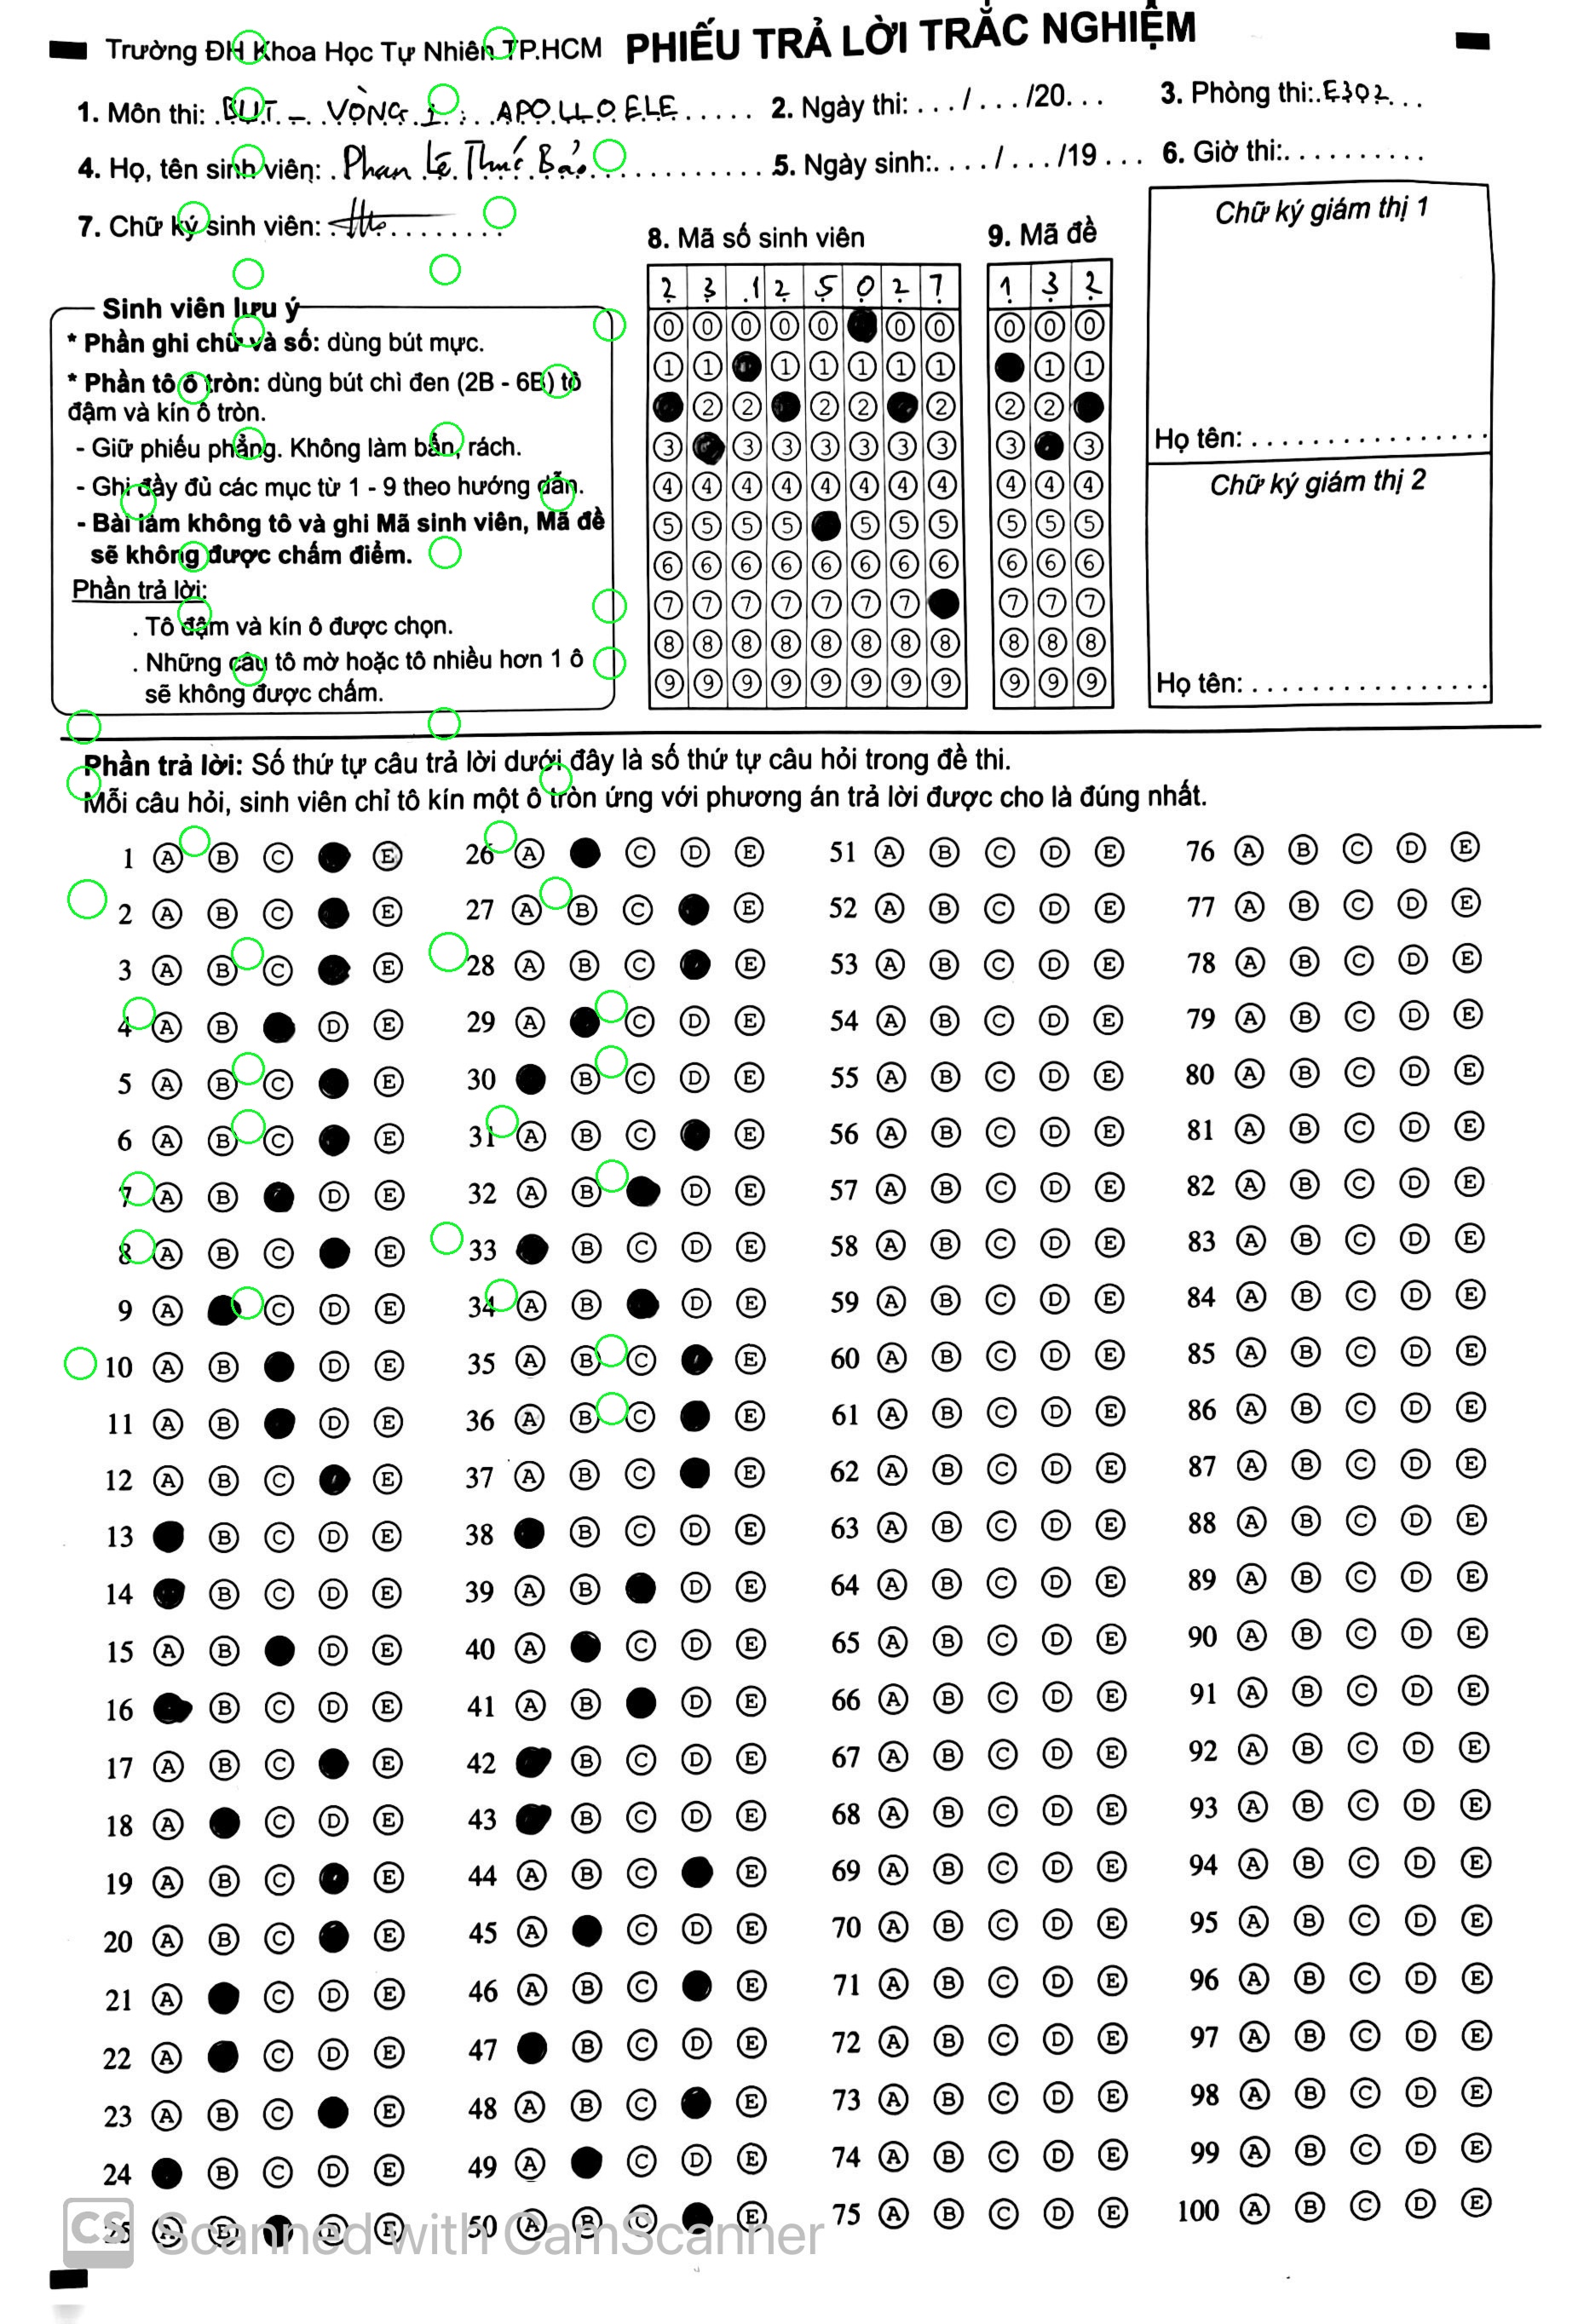 Trường ĐH Khoa Học Tự Nhiên TP.HCM PHIẾU TRẢ LỜI TRẮC NGHIỆM
1. Môn thi: BUT - VÒNG 1 : APOLLO ELE 2. Ngày thi: . . . / . . . /20. . . 3. Phòng thi: E302
4. Họ, tên sinh viên: Phan Lê Thức Bảo 5. Ngày sinh:. . . . / . . . /19 . . . 6. Giờ thi:. . . . . . . . . .
7. Chữ ký sinh viên:
8. Mã số sinh viên 9. Mã đề
2 3 1 2 5 0 2 7 1 3 2
Chữ ký giám thị 1
Họ tên: . . . . . . . . . . . . . . . .
Chữ ký giám thị 2
Họ tên: . . . . . . . . . . . . . . . .
0 0 0 0 0 0 0 0 0 0
1 1 1 1 1 1 1 1 1
2 2 2 2 2 2 2
3 3 3 3 3 3 3 3 3
4 4 4 4 4 4 4 4 4 4 4
5 5 5 5 5 5 5 5 5 5
6 6 6 6 6 6 6 6 6 6 6
7 7 7 7 7 7 7 7 7 7
8 8 8 8 8 8 8 8 8 8 8
9 9 9 9 9 9 9 9 9 9 9
Sinh viên lưu ý
* Phần ghi chữ và số: dùng bút mực.
* Phần tô ô tròn: dùng bút chì đen (2B - 6B) tô
đậm và kín ô tròn.
- Giữ phiếu phẳng. Không làm bẩn, rách.
- Ghi đầy đủ các mục từ 1 - 9 theo hướng dẫn.
- Bài làm không tô và ghi Mã sinh viên, Mã đề
sẽ không được chấm điểm.
Phần trả lời:
. Tô đậm và kín ô được chọn.
. Những câu tô mờ hoặc tô nhiều hơn 1 ô
sẽ không được chấm.
Phần trả lời: Số thứ tự câu trả lời dưới đây là số thứ tự câu hỏi trong đề thi.
Mỗi câu hỏi, sinh viên chỉ tô kín một ô tròn ứng với phương án trả lời được cho là đúng nhất.
1 A B C E 26 A C D E 51 A B C D E 76 A B C D E
2 A B C E 27 A B C E 52 A B C D E 77 A B C D E
3 A B C E 28 A B C E 53 A B C D E 78 A B C D E
4 A B D E 29 A C D E 54 A B C D E 79 A B C D E
5 A B C E 30 B C D E 55 A B C D E 80 A B C D E
6 A B C E 31 A B C E 56 A B C D E 81 A B C D E
7 A B D E 32 A B D E 57 A B C D E 82 A B C D E
8 A B C E 33 B C D E 58 A B C D E 83 A B C D E
9 A C D E 34 A B D E 59 A B C D E 84 A B C D E
10 A B D E 35 A B C E 60 A B C D E 85 A B C D E
11 A B D E 36 A B C E 61 A B C D E 86 A B C D E
12 A B C E 37 A B C E 62 A B C D E 87 A B C D E
13 B C D E 38 B C D E 63 A B C D E 88 A B C D E
14 B C D E 39 A B D E 64 A B C D E 89 A B C D E
15 A B D E 40 A C D E 65 A B C D E 90 A B C D E
16 B C D E 41 A B D E 66 A B C D E 91 A B C D E
17 A B C E 42 B C D E 67 A B C D E 92 A B C D E
18 A C D E 43 B C D E 68 A B C D E 93 A B C D E
19 A B C E 44 A B C E 69 A B C D E 94 A B C D E
20 A B C E 45 A C D E 70 A B C D E 95 A B C D E
21 A C D E 46 A B C E 71 A B C D E 96 A B C D E
22 A C D E 47 B C D E 72 A B C D E 97 A B C D E
23 A B C E 48 A B C E 73 A B C D E 98 A B C D E
24 B C D E 49 A C D E 74 A B C D E 99 A B C D E
25 A B D E 50 A B C E 75 A B C D E 100 A B C D E
CS Scanned with CamScanner